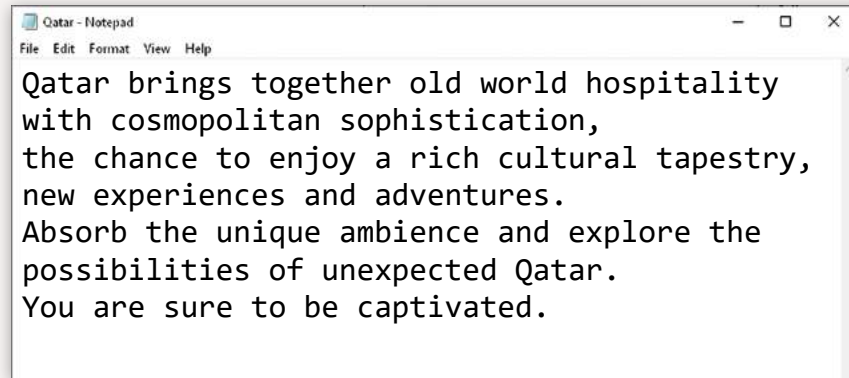 Qatar - Notepad
File Edit Format View Help
Qatar brings together old world hospitality
with cosmopolitan sophistication,
the chance to enjoy a rich cultural tapestry,
new experiences and adventures.
Absorb the unique ambience and explore the
possibilities of unexpected Qatar.
You are sure to be captivated.